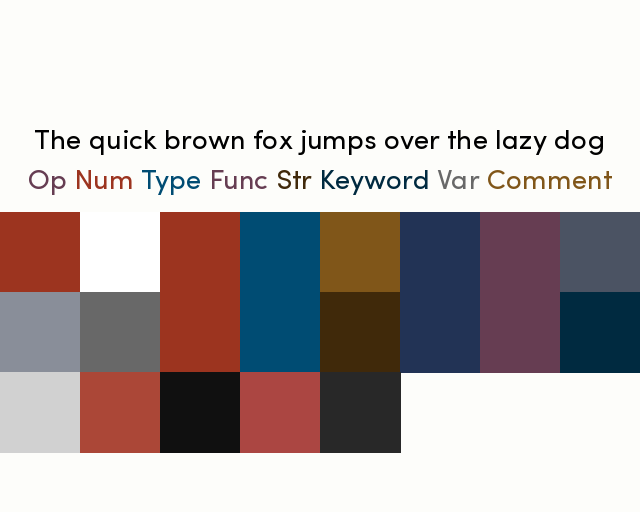 The quick brown fox jumps over the lazy dog
Op Num Type Func Str Keyword Var Comment